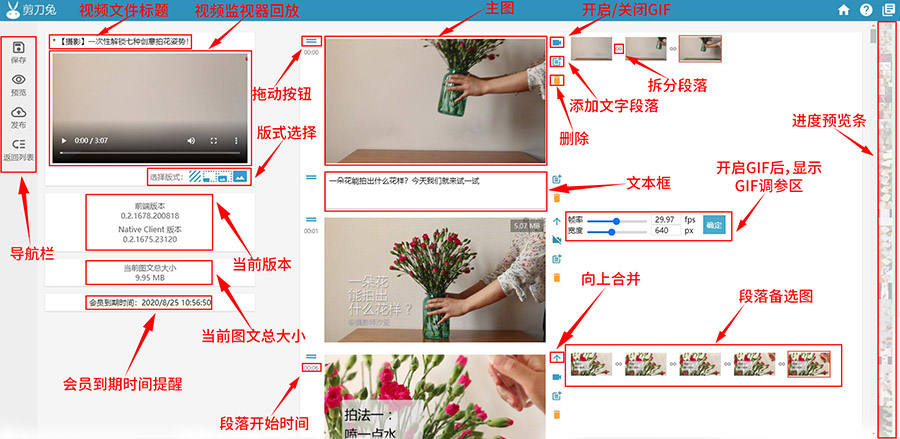 剪刀兔
视频文件标题
视频监视器回放
主图
开启/关闭GIF
*【摄影】一次性解锁七种创意拍花姿势!
保存
预览
发布
返回列表
导航栏
0:00 / 3:07
选择版式:
版式选择
拖动按钮
00:00
拆分段落
添加文字段落
删除
进度预览条
前端版本
0.2.1678.200818
Native Client 版本
0.2.1675.23120
当前版本
当前图文总大小
9.95 MB
当前图文总大小
会员到期时间: 2020/8/25 10:56:50
会员到期时间提醒
一朵花能拍出什么花样? 今天我们就来试一试
文本框
开启GIF后,显示
GIF调参区
00:01
5.07 MB
一朵花
能拍出
什么花样?
帧率
29.97
fps
宽度
640
px
确定
向上合并
段落备选图
00:06
段落开始时间
拍法一:
喷一点水